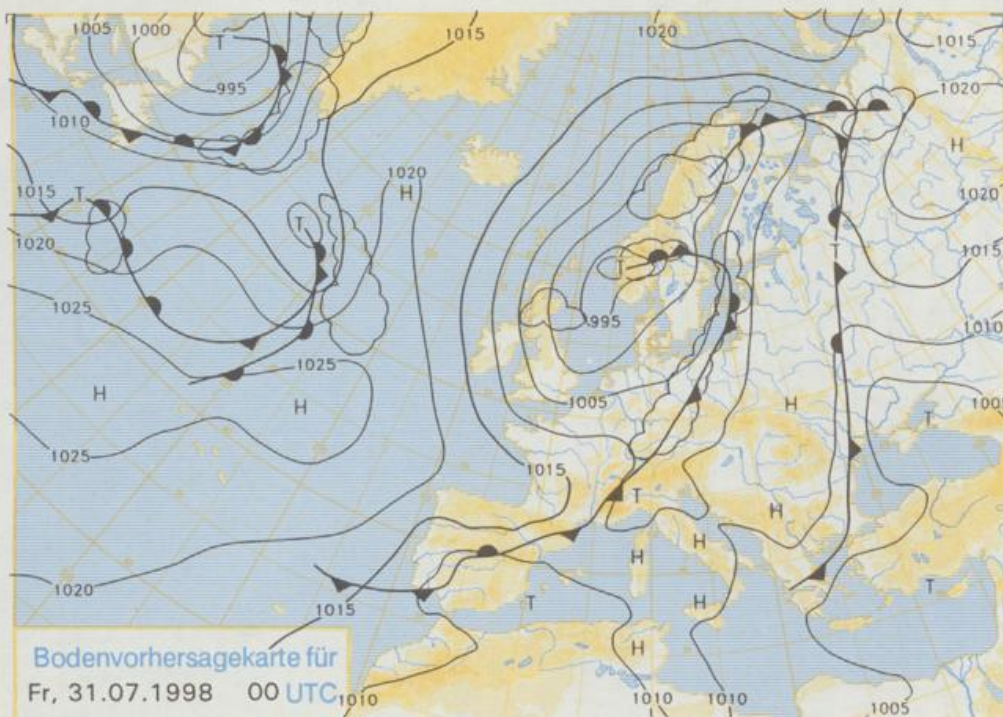 1005 1000 T 1015 1020 1015
995
1010 1020
H
1015 T 1020 H 1020
T
1020 T 1015
T
1025 995 1010
1025
H H 1005 H 1005
T
1025 1015
T
H
H H
1020
1015 T H T
H
Bodenvorhersagekarte für
Fr, 31.07.1998 00 UTC
1010 1010 1010 1005